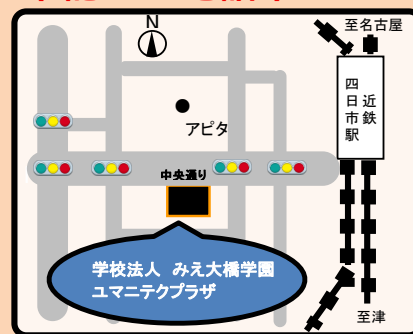 N
至名古屋
近鉄
四日市駅
アピタ
中央通り
学校法人 みえ大橋学園
ユマニテクプラザ
至津